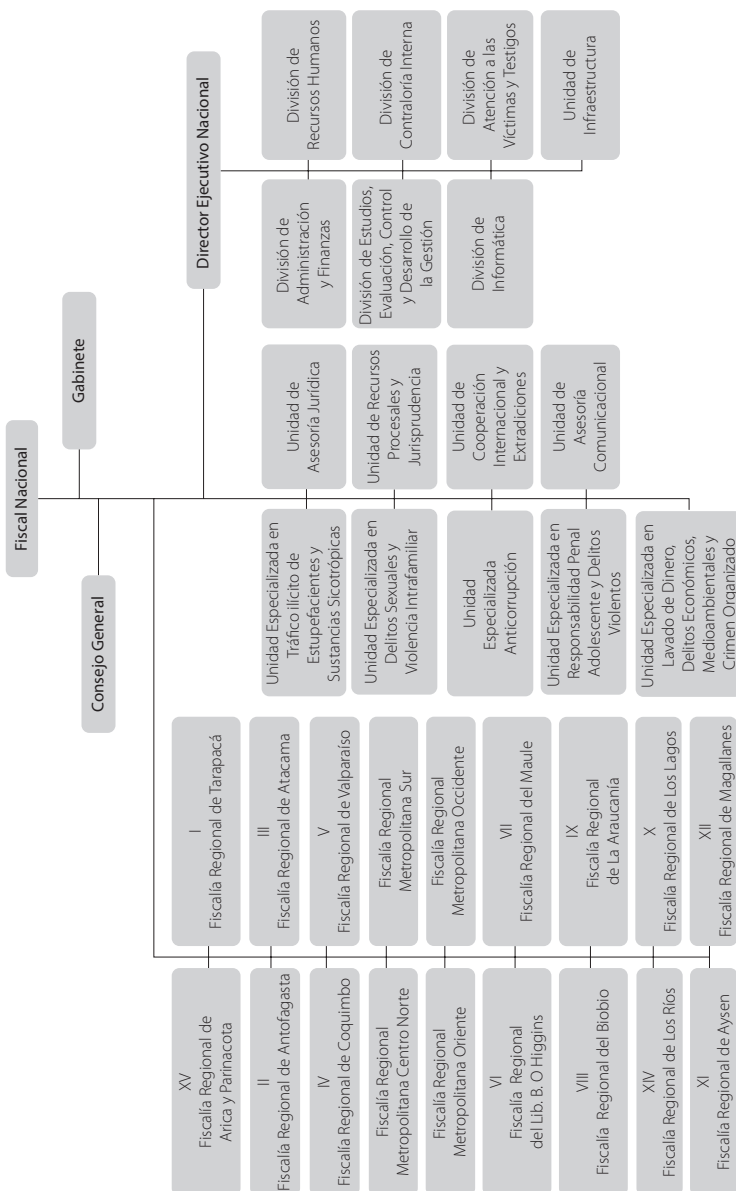 Fiscal Nacional
Gabinete
Consejo General
Director Ejecutivo Nacional
XV
Fiscalía Regional de
Arica y Parinacota
I
Fiscalía Regional de Tarapacá
II
Fiscalía Regional de Antofagasta
III
Fiscalía Regional de Atacama
IV
Fiscalía Regional de Coquimbo
V
Fiscalía Regional de Valparaíso
Fiscalía Regional
Metropolitana Centro Norte
Fiscalía Regional
Metropolitana Sur
Fiscalía Regional
Metropolitana Oriente
Fiscalía Regional
Metropolitana Occidente
VI
Fiscalía Regional
del Lib. B. O Higgins
VII
Fiscalía Regional del Maule
VIII
Fiscalía Regional del Biobio
IX
Fiscalía Regional
de La Araucanía
XIV
Fiscalía Regional de Los Ríos
X
Fiscalía Regional de Los Lagos
XI
Fiscalía Regional de Aysen
XII
Fiscalía Regional de Magallanes
Unidad Especializada en
Tráfico ilícito de
Estupefacientes y
Sustancias Sicotrópicas
Unidad de
Asesoría Jurídica
Unidad Especializada en
Delitos Sexuales y
Violencia Intrafamiliar
Unidad de Recursos
Procesales y
Jurisprudencia
Unidad
Especializada
Anticorrupción
Unidad de
Cooperación
Internacional y
Extradiciones
Unidad Especializada en
Responsabilidad Penal
Adolescente y Delitos
Violentos
Unidad de
Asesoría
Comunicacional
Unidad Especializada en
Lavado de Dinero,
Delitos Económicos,
Medioambientales y
Crimen Organizado
División de
Administración
y Finanzas
División de
Recursos Humanos
División de Estudios,
Evaluación, Control
y Desarrollo de
la Gestión
División de
Contraloría Interna
División de
Informática
División de
Atención a las
Víctimas y Testigos
Unidad de
Infraestructura